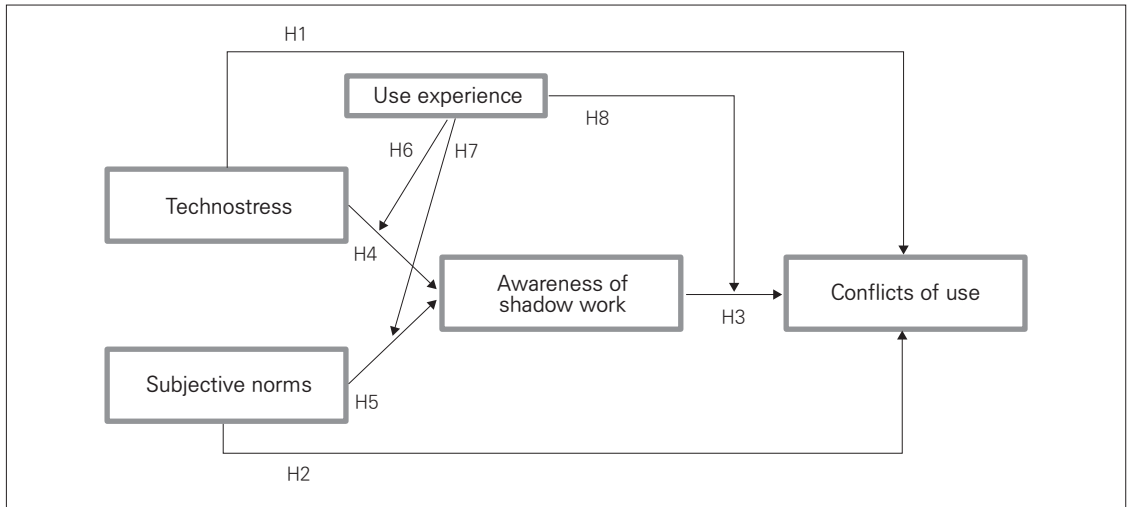 H1
Use experience
H8
H6
H7
Technostress
H4
Awareness of
shadow work
Conflicts of use
H3
Subjective norms
H5
H2